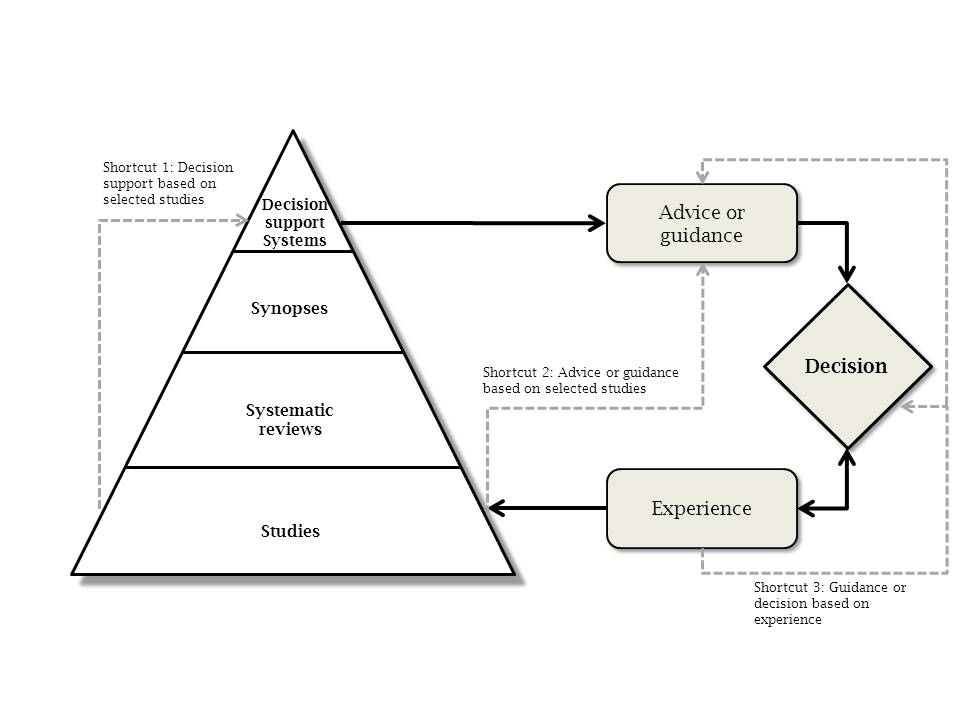 Shortcut 1: Decision
support based on
selected studies
Decision
support
Systems
Advice or
guidance
Synopses
Shortcut 2: Advice or guidance
based on selected studies
Decision
Systematic
reviews
Studies
Experience
Shortcut 3: Guidance or
decision based on
experience